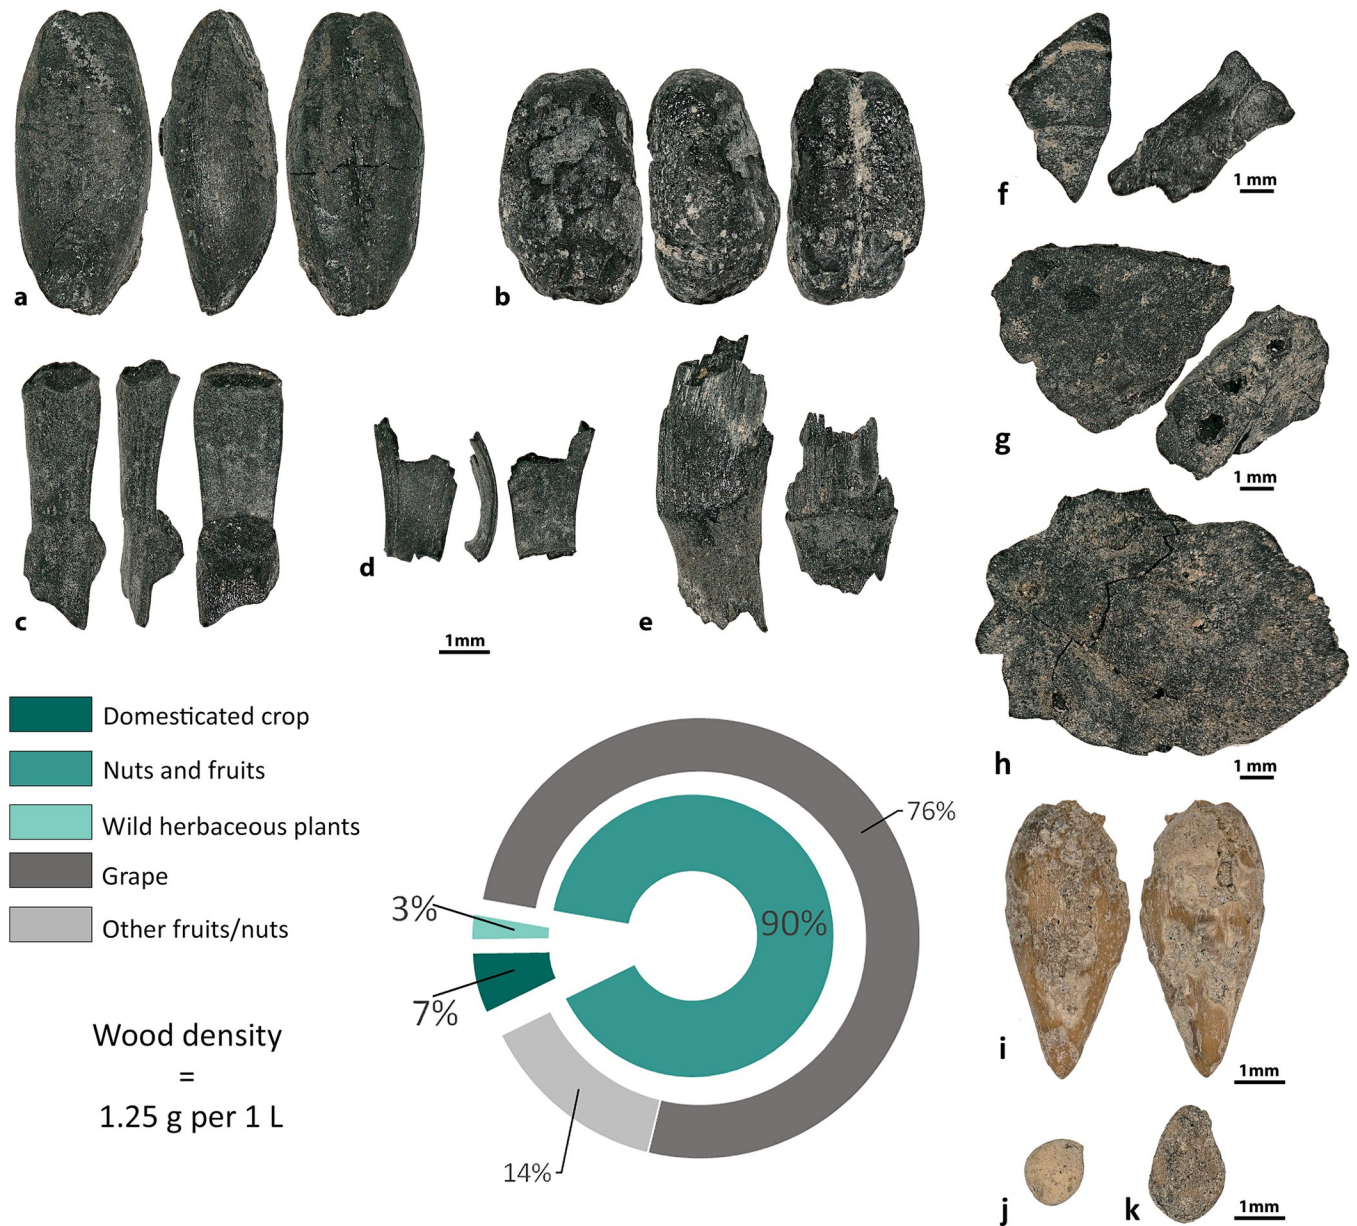 a
b
c
d
e
1mm
f
1 mm
g
1 mm
h
1 mm
i
1mm
j
k
1mm
Domesticated crop
Nuts and fruits
Wild herbaceous plants
Grape
Other fruits/nuts
Wood density
=
1.25 g per 1 L
76%
90%
3%
7%
14%